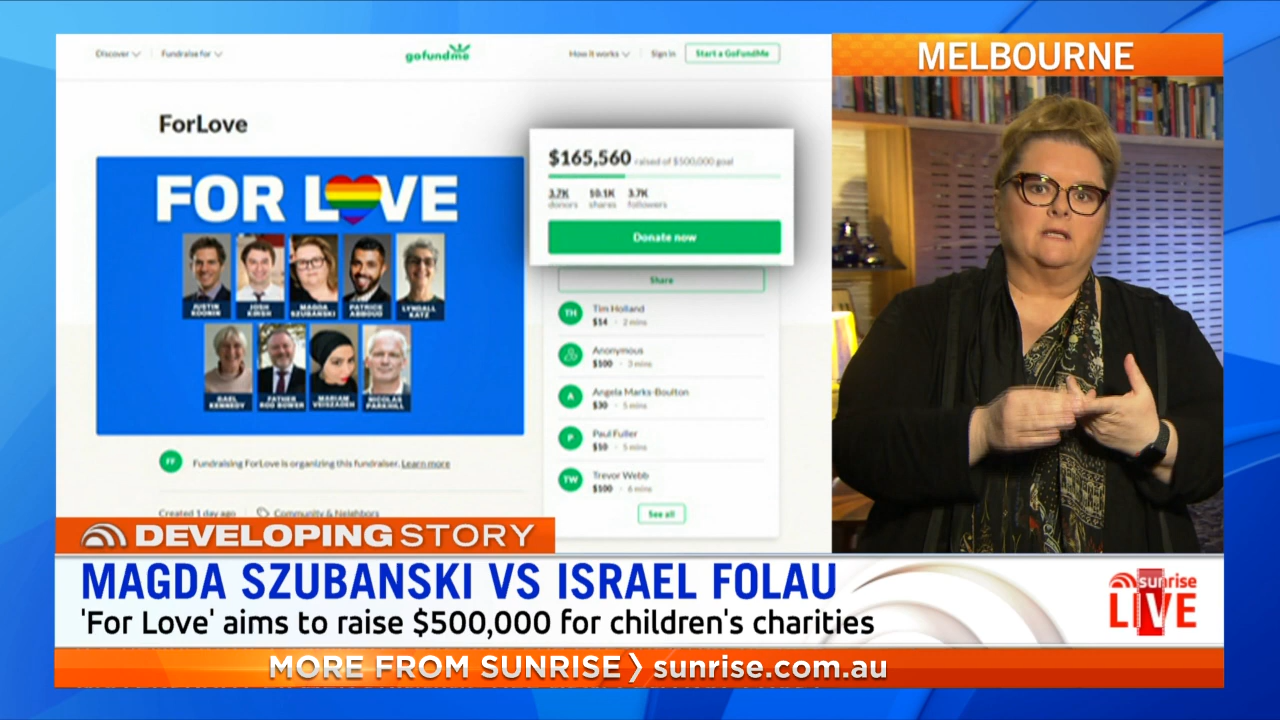 Discover
Fundraise for
gofundme
How it works
Sign in
Start a GoFundMe
MELBOURNE
ForLove
$165,560 raised of $500,000 goal
3.7K
donors
10.1K
shares
3.7K
followers
Donate now
Share
FOR LOVE
JUSTIN KOONIN
JOSH KIRSH
MAGDA SZUBANSKI
PATRICK ABBOUD
LYNDALL KATZ
GAEL KENNEDY
FATHER ROD BOWER
MARIAM VEISZADEH
NICOLAS PARKHILL
TH
Tim Holland
$14 · 2 mins
Anonymous
$100 · 3 mins
A
Angela Marks-Boulton
$30 · 5 mins
P
Paul Fuller
$10 · 5 mins
TW
Trevor Webb
$100 · 6 mins
See all
FF
Fundraising ForLove is organizing this fundraiser. Learn more
Created 1 day ago
Community & Neighbors
DEVELOPING STORY
MAGDA SZUBANSKI VS ISRAEL FOLAU
'For Love' aims to raise $500,000 for children's charities
sunrise
LIVE
MORE FROM SUNRISE > sunrise.com.au